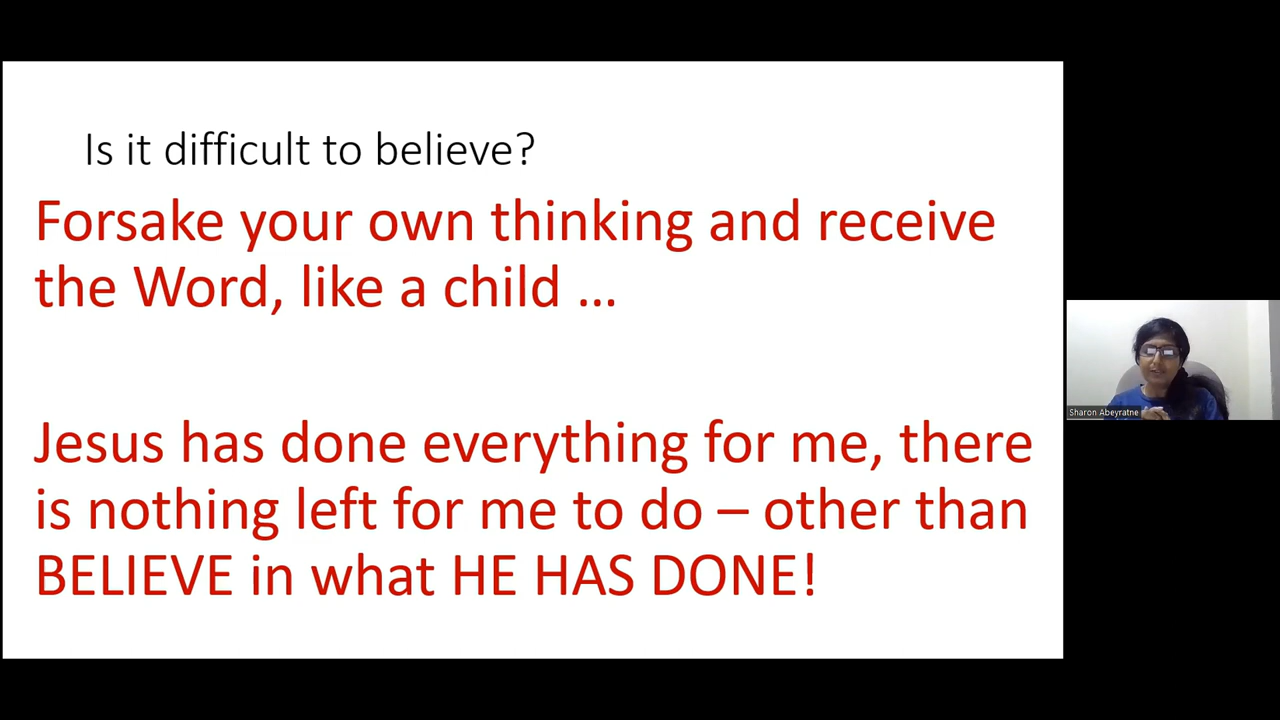 Is it difficult to believe?
Forsake your own thinking and receive
the Word, like a child ...
Jesus has done everything for me, there
is nothing left for me to do – other than
BELIEVE in what HE HAS DONE!
Sharon Abeyratne